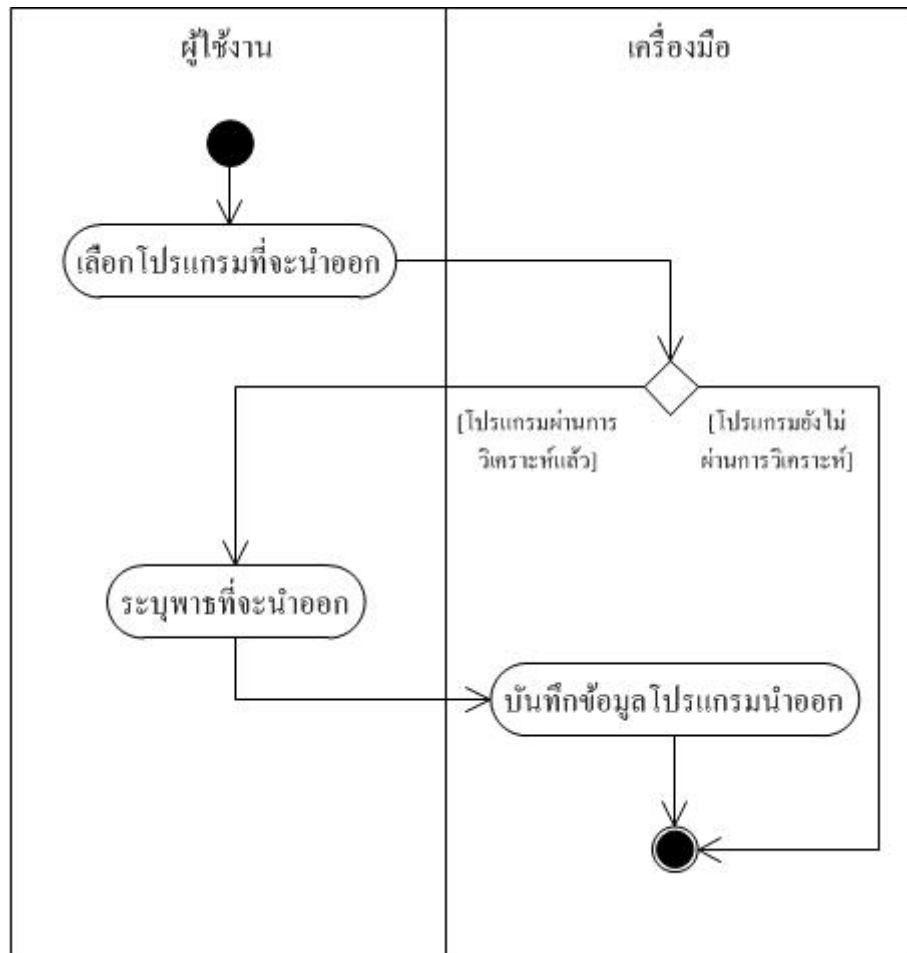 ผู้ใช้งาน
เครื่องมือ
เลือกโปรแกรมที่จะนำออก
[โปรแกรมผ่านการ
วิเคราะห์แล้ว]
[โปรแกรมยังไม่
ผ่านการวิเคราะห์]
ระบุพาธที่จะนำออก
บันทึกข้อมูลโปรแกรมนำออก